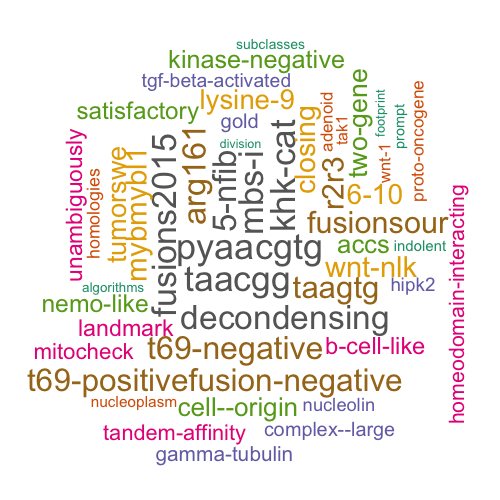 subclasses
kinase-negative
tgf-beta-activated
lysine-9
satisfactory
gold
division
closing
two-gene
adenoid
tak1
wnt-1
footprint
prompt
proto-oncogene
unambiguously
homologies
tumorswe
mybmybl1
fusions2015
arg161
5-nfib
mbs-i
khk-cat
r2r3
6-10
fusionsour
pyaacgtg
accs
indolent
wnt-nlk
taacgg
taagtg
hipk2
algorithms
nemo-like
decondensing
landmark
homeodomain-interacting
mitocheck
t69-negative
b-cell-like
t69-positivefusion-negative
nucleoplasm
cell--origin
nucleolin
tandem-affinity
complex--large
gamma-tubulin